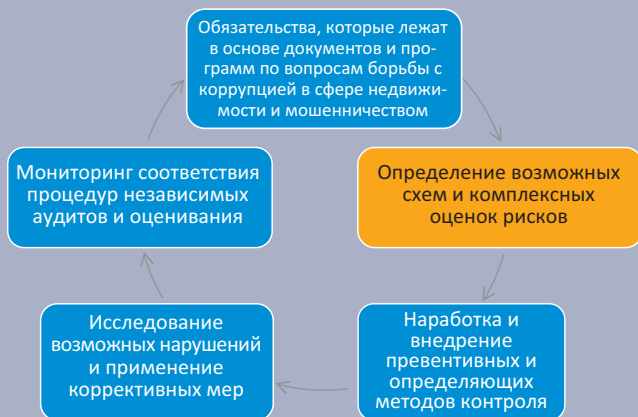 Обязательства, которые лежат
в основе документов и про-
грамм по вопросам борьбы с
коррупцией в сфере недвижи-
мости и мошенничеством
Определение возможных
схем и комплексных
оценок рисков
Наработка и
внедрение
превентивных и
определяющих
методов контроля
Исследование
возможных нарушений
и применение
коррективных мер
Мониторинг соответствия
процедур независимых
аудитов и оценивания